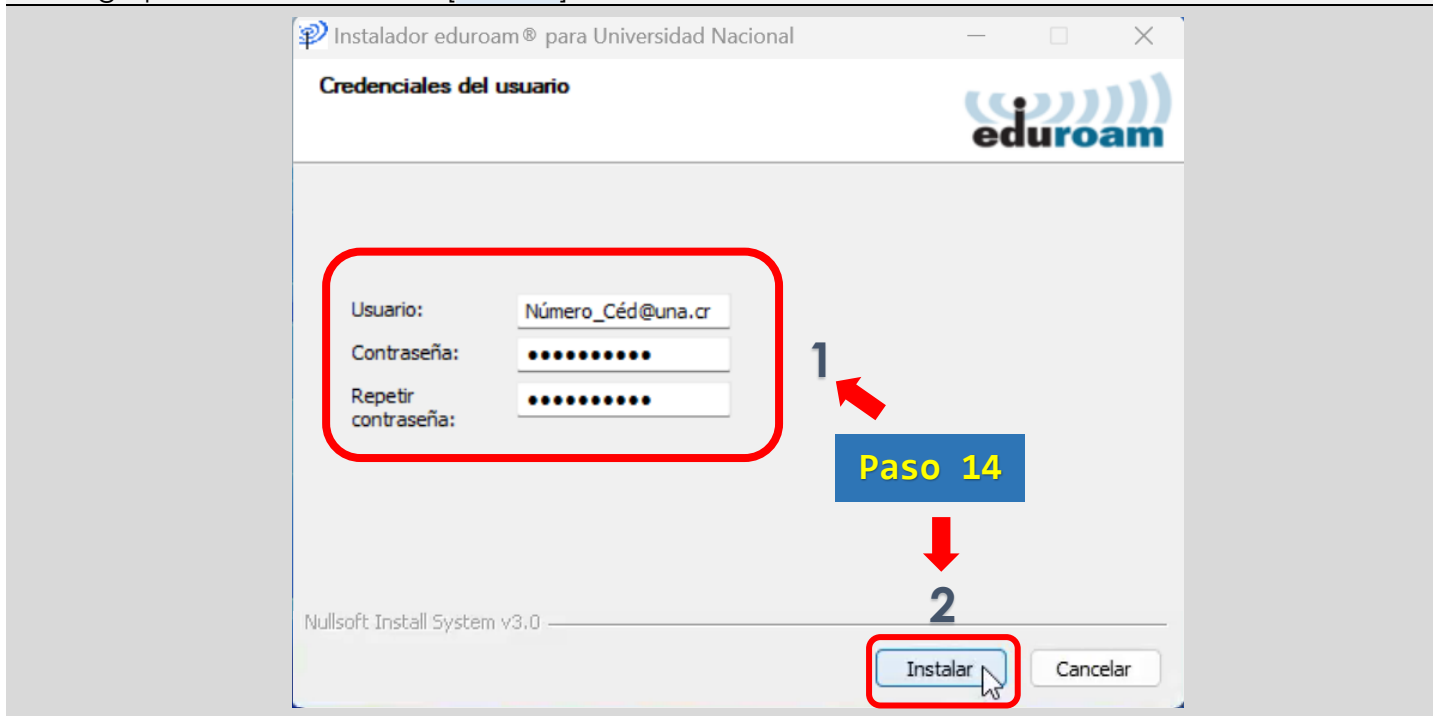 Instalador eduroam® para Universidad Nacional
Credenciales del usuario
eduroam
Usuario: Número_Céd@una.cr
Contraseña: ●●●●●●●●●●
1
Repetir contraseña: ●●●●●●●●●●
Paso 14
2
Nullsoft Install System v3.0
Instalar Cancelar